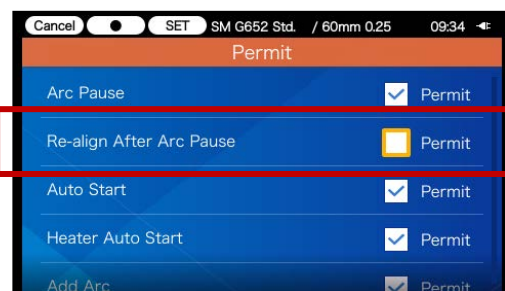 Cancel ● SET SM G652 Std. / 60mm 0.25 09:34
Permit
Arc Pause Permit
Re-align After Arc Pause Permit
Auto Start Permit
Heater Auto Start Permit
Add Arc Permit